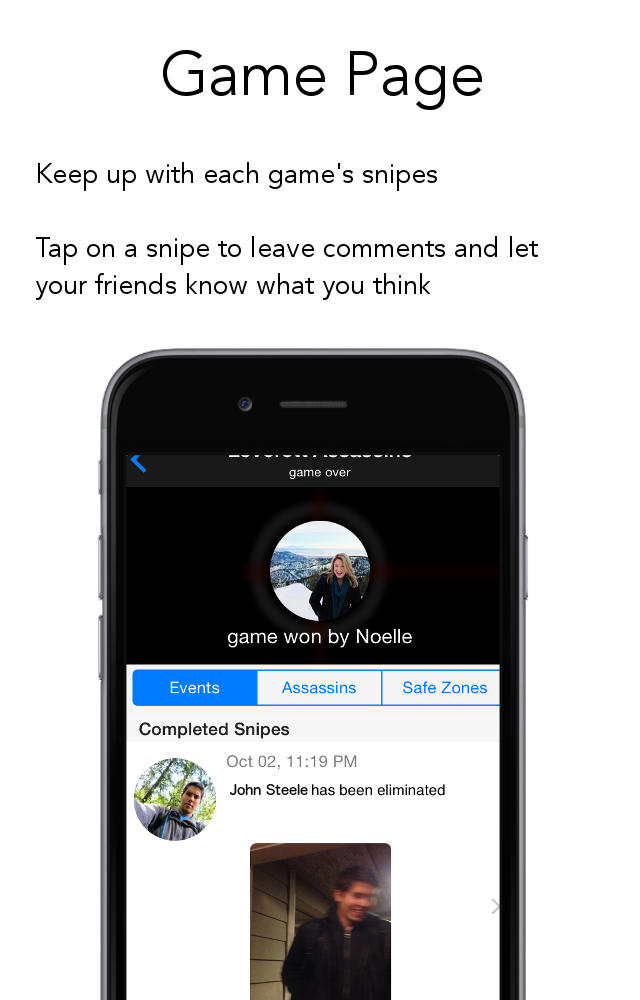 Game Page
Keep up with each game's snipes
Tap on a snipe to leave comments and let
your friends know what you think
game over
game won by Noelle
Events Assassins Safe Zones
Completed Snipes
Oct 02, 11:19 PM
John Steele has been eliminated